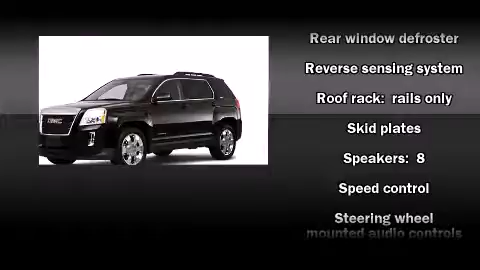 Rear window defroster
Reverse sensing system
Roof rack: rails only
Skid plates
Speakers: 8
Speed control
Steering wheel
mounted audio controls
GMC